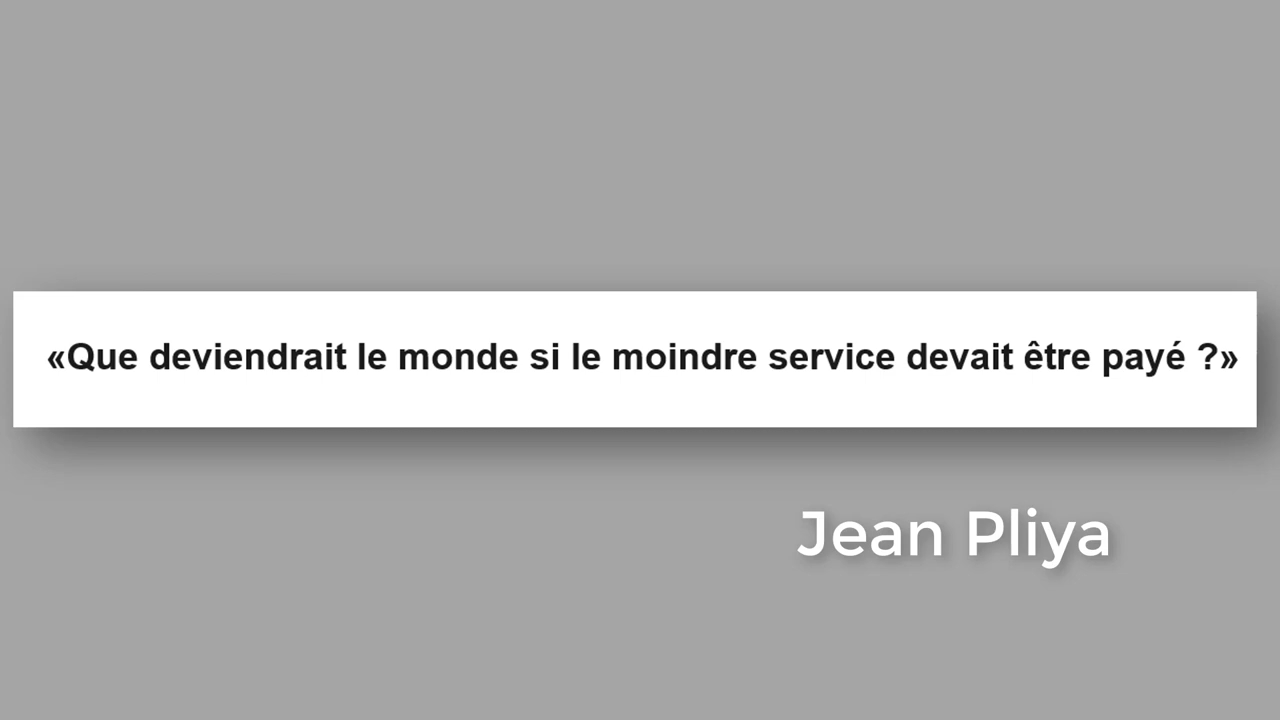 «Que deviendrait le monde si le moindre service devait être payé ?»
Jean Pliya